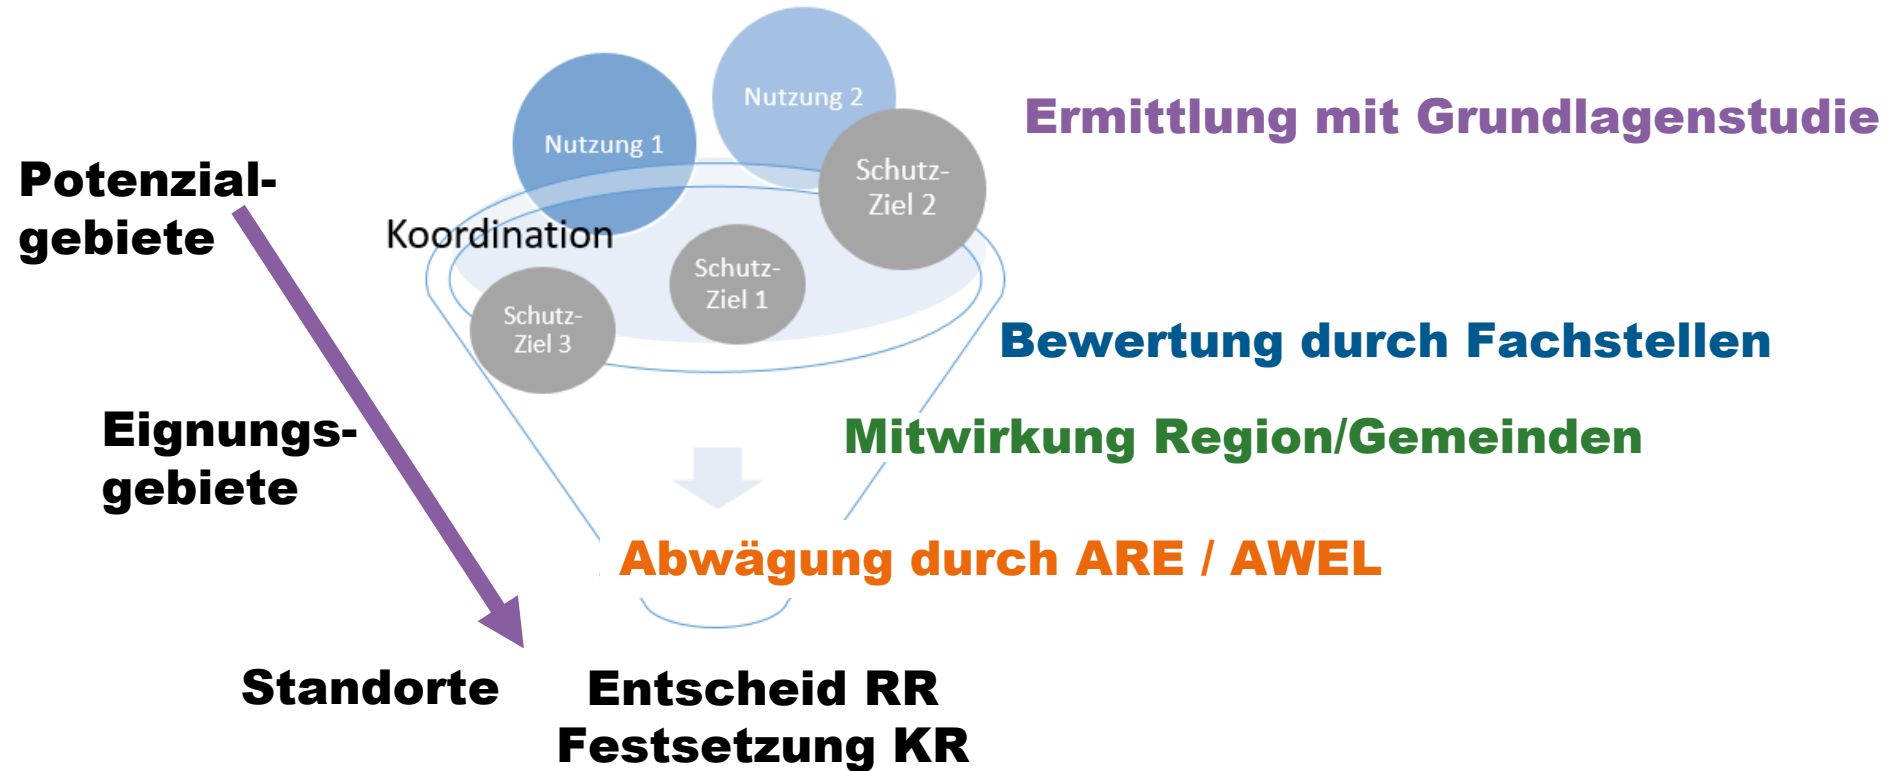 Nutzung 2
Ermittlung mit Grundlagenstudie
Nutzung 1
Potenzial-
gebiete
Schutz-
Ziel 2
Koordination
Schutz-
Ziel 1
Schutz-
Ziel 3
Bewertung durch Fachstellen
Eignungs-
gebiete
Mitwirkung Region/Gemeinden
Abwägung durch ARE / AWEL
Standorte
Entscheid RR
Festsetzung KR